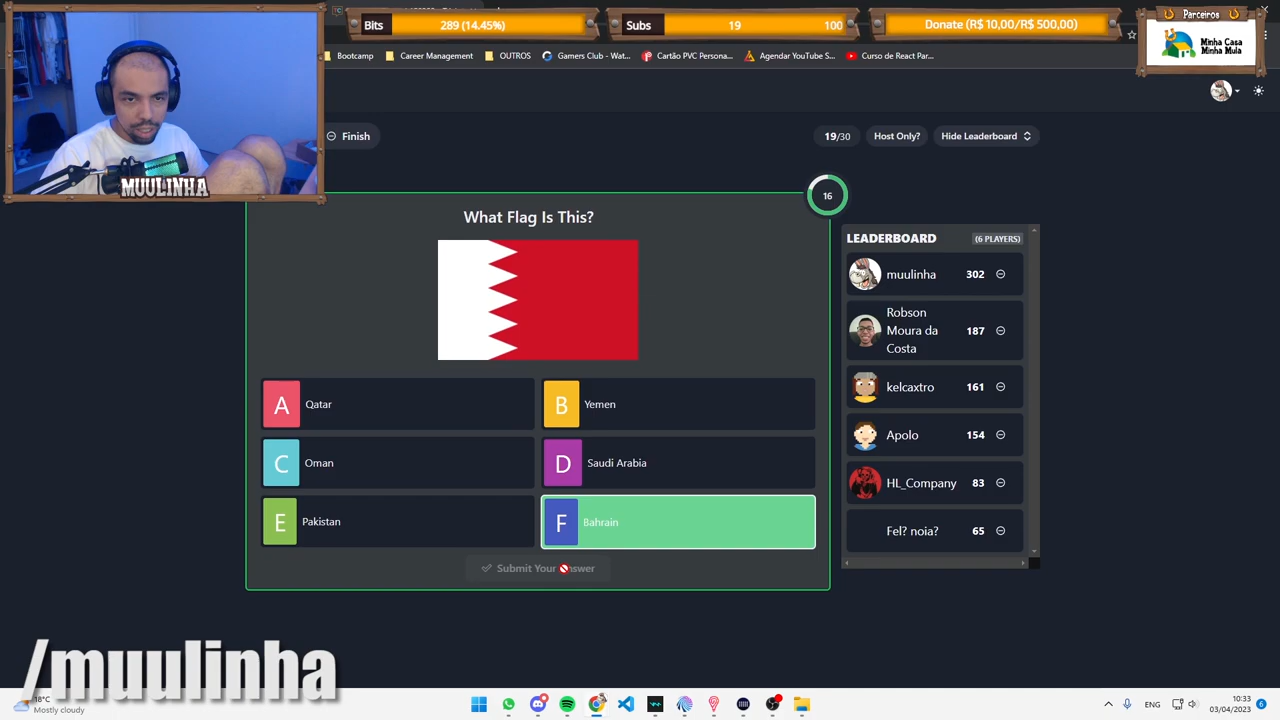 Bits 289 (14.45%)
Subs 19 100
Donate (R$ 10,00/R$ 500,00)
Parceiros
Minha Casa
Minha Mula
Bootcamp
Career Management
Gamers Club - Wat...
Cartão PVC Persona...
Agendar YouTube S...
Curso de React Par...
Finish
19/30
Host Only?
Hide Leaderboard
MUULINHA
16
What Flag Is This?
A Qatar
B Yemen
C Oman
D Saudi Arabia
E Pakistan
F Bahrain
Submit Your Answer
LEADERBOARD (6 PLAYERS)
muulinha 302
Robson
Moura da
Costa
187
kelcaxtro 161
Apolo 154
HL_Company 83
Fel? noia? 65
/muulinha
18°C
Mostly cloudy
ENG
10:33
03/04/2023
6